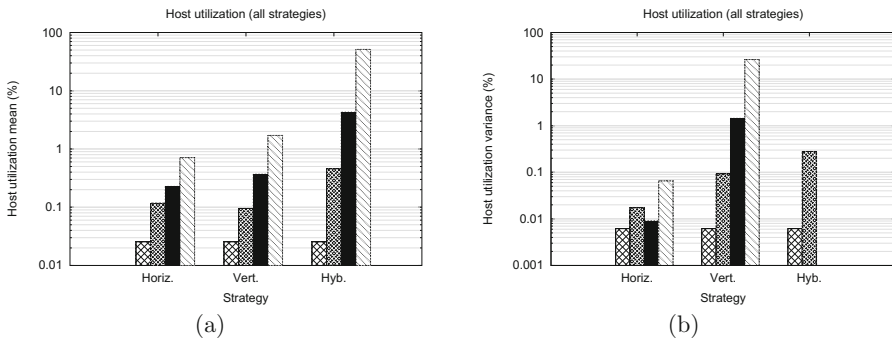 Host utilization (all strategies)
Host utilization mean (%)
100
10
1
0.1
0.01
Horiz. Vert. Hyb.
Strategy
(a)
Host utilization (all strategies)
Host utilization variance (%)
100
10
1
0.1
0.01
0.001
Horiz. Vert. Hyb.
Strategy
(b)